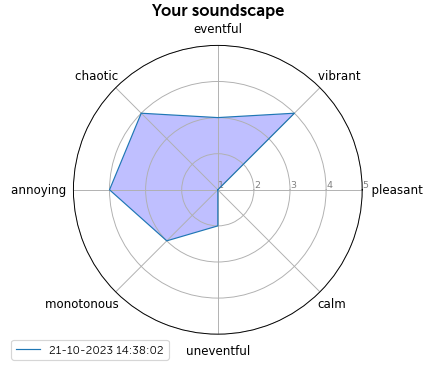 Your soundscape
eventful
chaotic
vibrant
annoying
1 2 3 4 5
pleasant
monotonous
calm
uneventful
21-10-2023 14:38:02